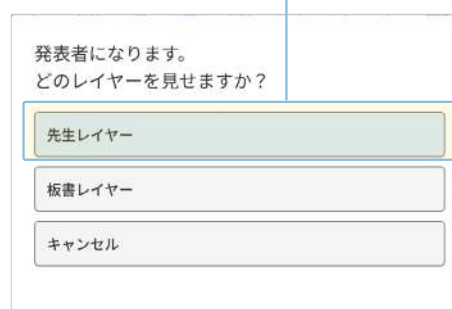 発表者になります。
どのレイヤーを見せますか？
先生レイヤー
板書レイヤー
キャンセル